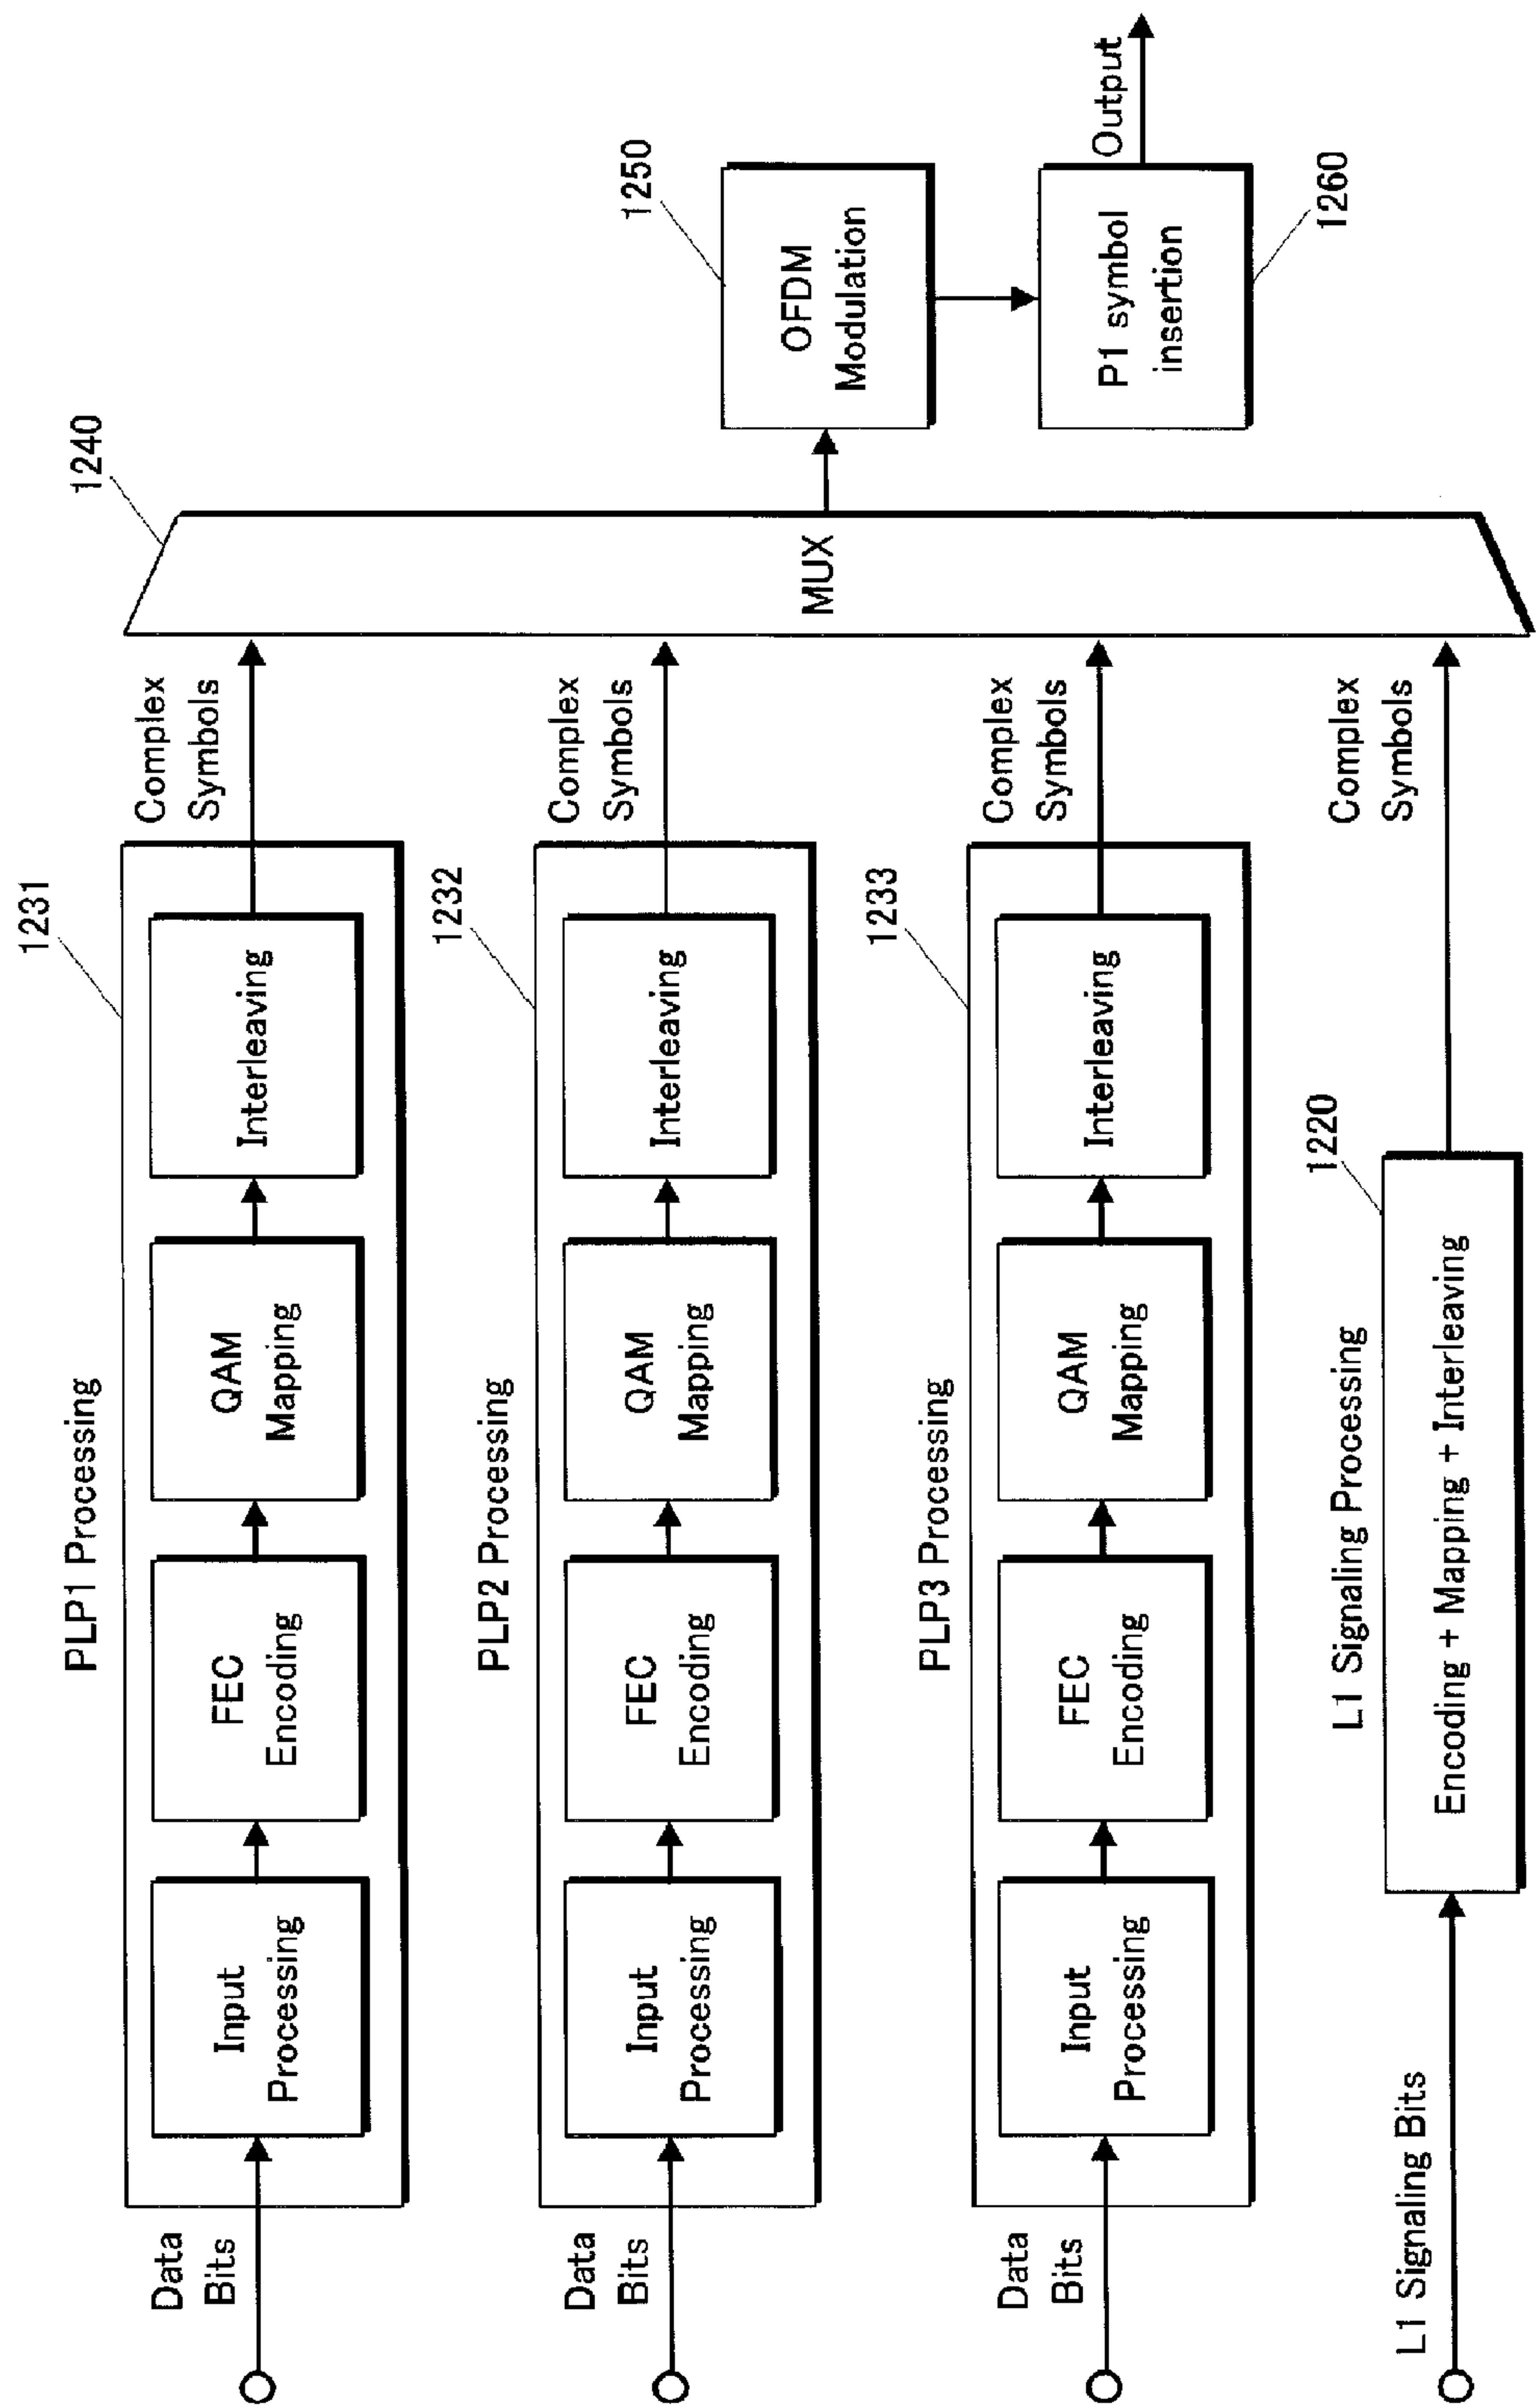 1231
PLP1 Processing
Data
Bits
Input
Processing
FEC
Encoding
QAM
Mapping
Interleaving
Complex
Symbols
1232
PLP2 Processing
Data
Bits
Input
Processing
FEC
Encoding
QAM
Mapping
Interleaving
Complex
Symbols
1233
PLP3 Processing
Data
Bits
Input
Processing
FEC
Encoding
QAM
Mapping
Interleaving
Complex
Symbols
1220
L1 Signaling Processing
L1 Signaling Bits
Encoding + Mapping + Interleaving
Complex
Symbols
1240
MUX
1250
OFDM
Modulation
P1 symbol
insertion
1260
Output